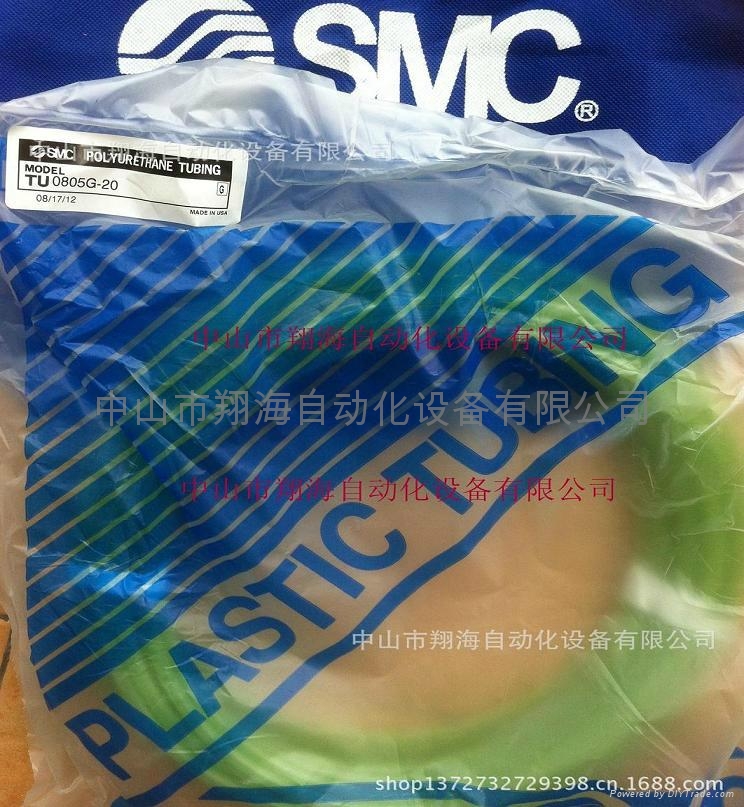 SMC®
SMC POLYURETHANE TUBING
MODEL
TU 0805G-20
G
08/17/12
MADE IN USA
中山市翔海自动化设备有限公司
中山市翔海自动化设备有限公司
中山市翔海自动化设备有限公司
中山市翔海自动化设备有限公司
PLASTIC TUBING
中山市翔海自动化设备有限公司
shop1372732729398.cn.1688.com
Powered by DIYTrade.com